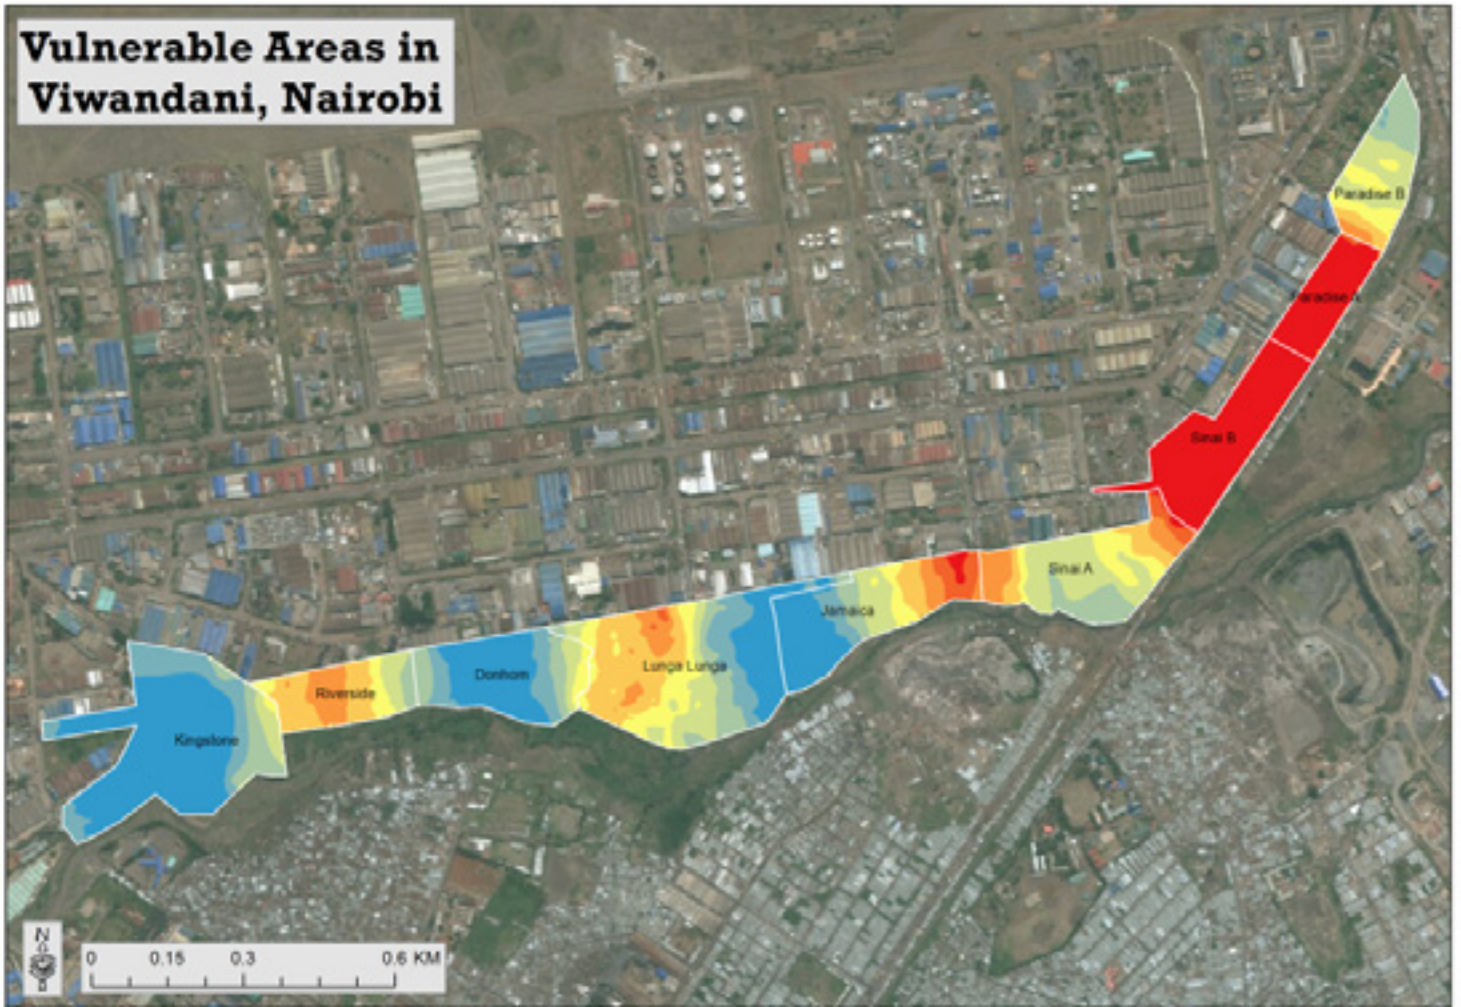 Vulnerable Areas in
Viwandani, Nairobi
Paradise B
Paradise A
Sinai B
Sinai A
Jamaica
Lunga Lunga
Donhom
Riverside
Kingstone
N
0 0.15 0.3 0.6 KM